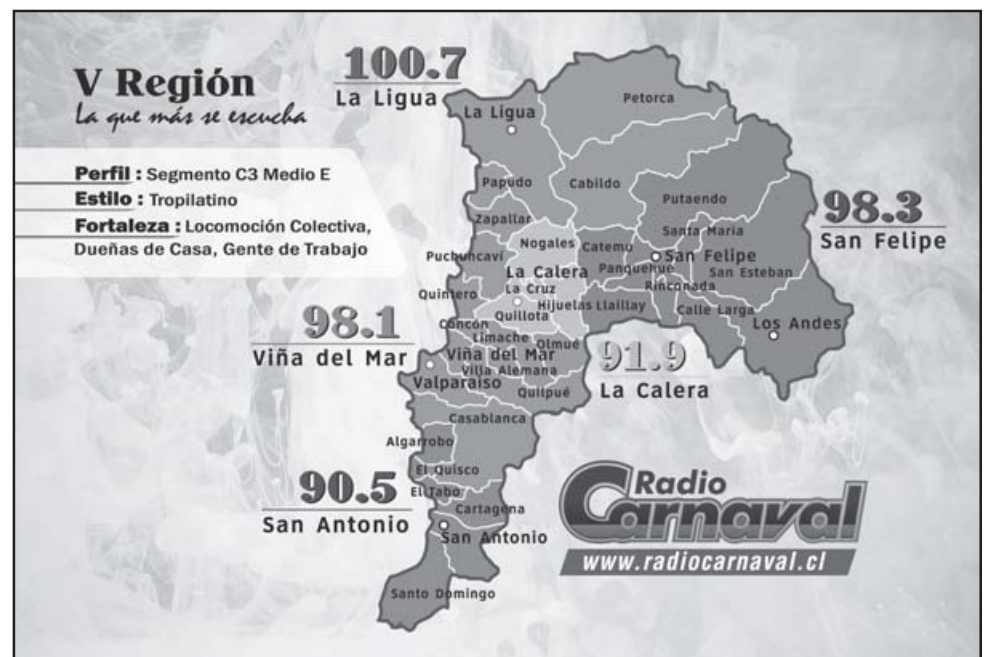 V Región
La que más se escucha
Perfil : Segmento C3 Medio E
Estilo : Tropilatino
Fortaleza : Locomoción Colectiva,
Dueñas de Casa, Gente de Trabajo
100.7
La Ligua
98.3
San Felipe
98.1
Viña del Mar
91.9
La Calera
90.5
San Antonio
La Ligua
Petorca
Papudo
Cabildo
Zapallar
Putaendo
Santa Maria
Nogales
Catemu
San Felipe
Puchuncaví
La Calera
Panquehue
San Esteban
La Cruz
Rinconada
Quintero
Hijuelas
Llaillay
Calle Larga
Quillota
Los Andes
Concón
Limache
Olmué
Viña del Mar
Villa Alemana
Valparaíso
Quilpué
Casablanca
Algarrobo
El Quisco
El Tabo
Cartagena
San Antonio
Santo Domingo
Radio
Carnaval
www.radiocarnaval.cl